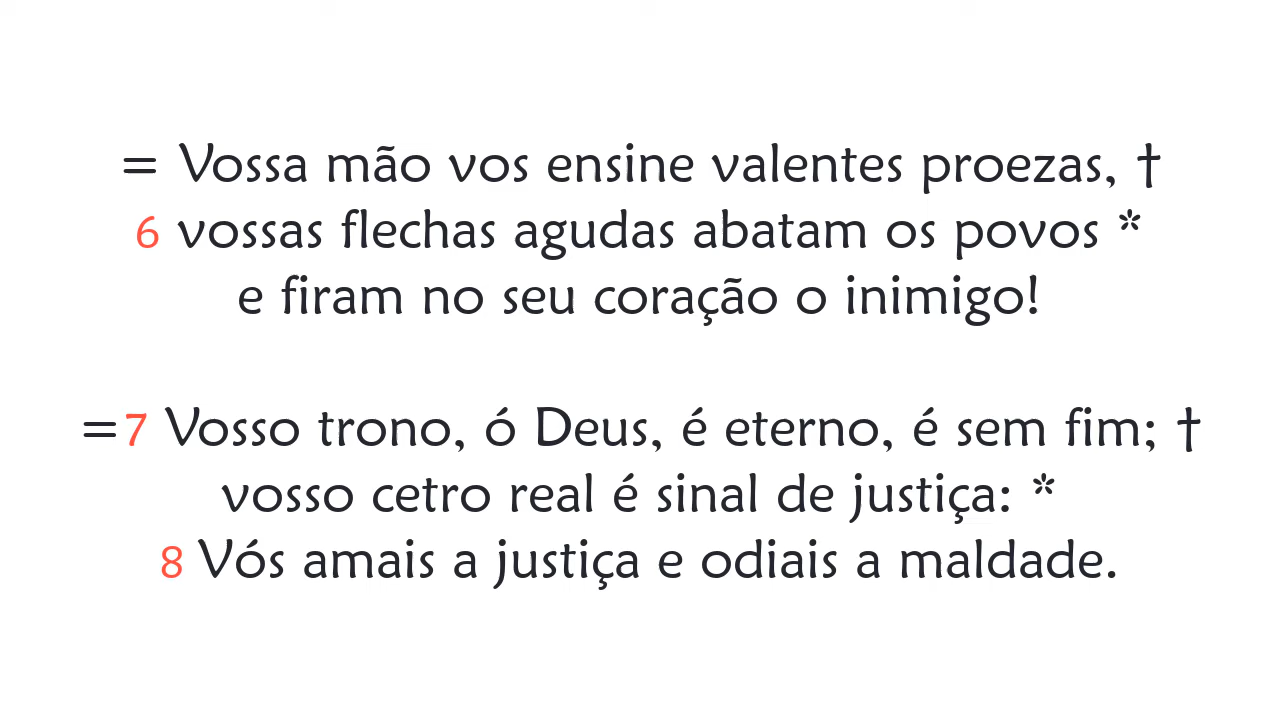 = Vossa mão vos ensine valentes proezas, †
6 vossas flechas agudas abatam os povos *
e firam no seu coração o inimigo!
=7 Vosso trono, ó Deus, é eterno, é sem fim; †
vosso cetro real é sinal de justiça: *
8 Vós amais a justiça e odiais a maldade.